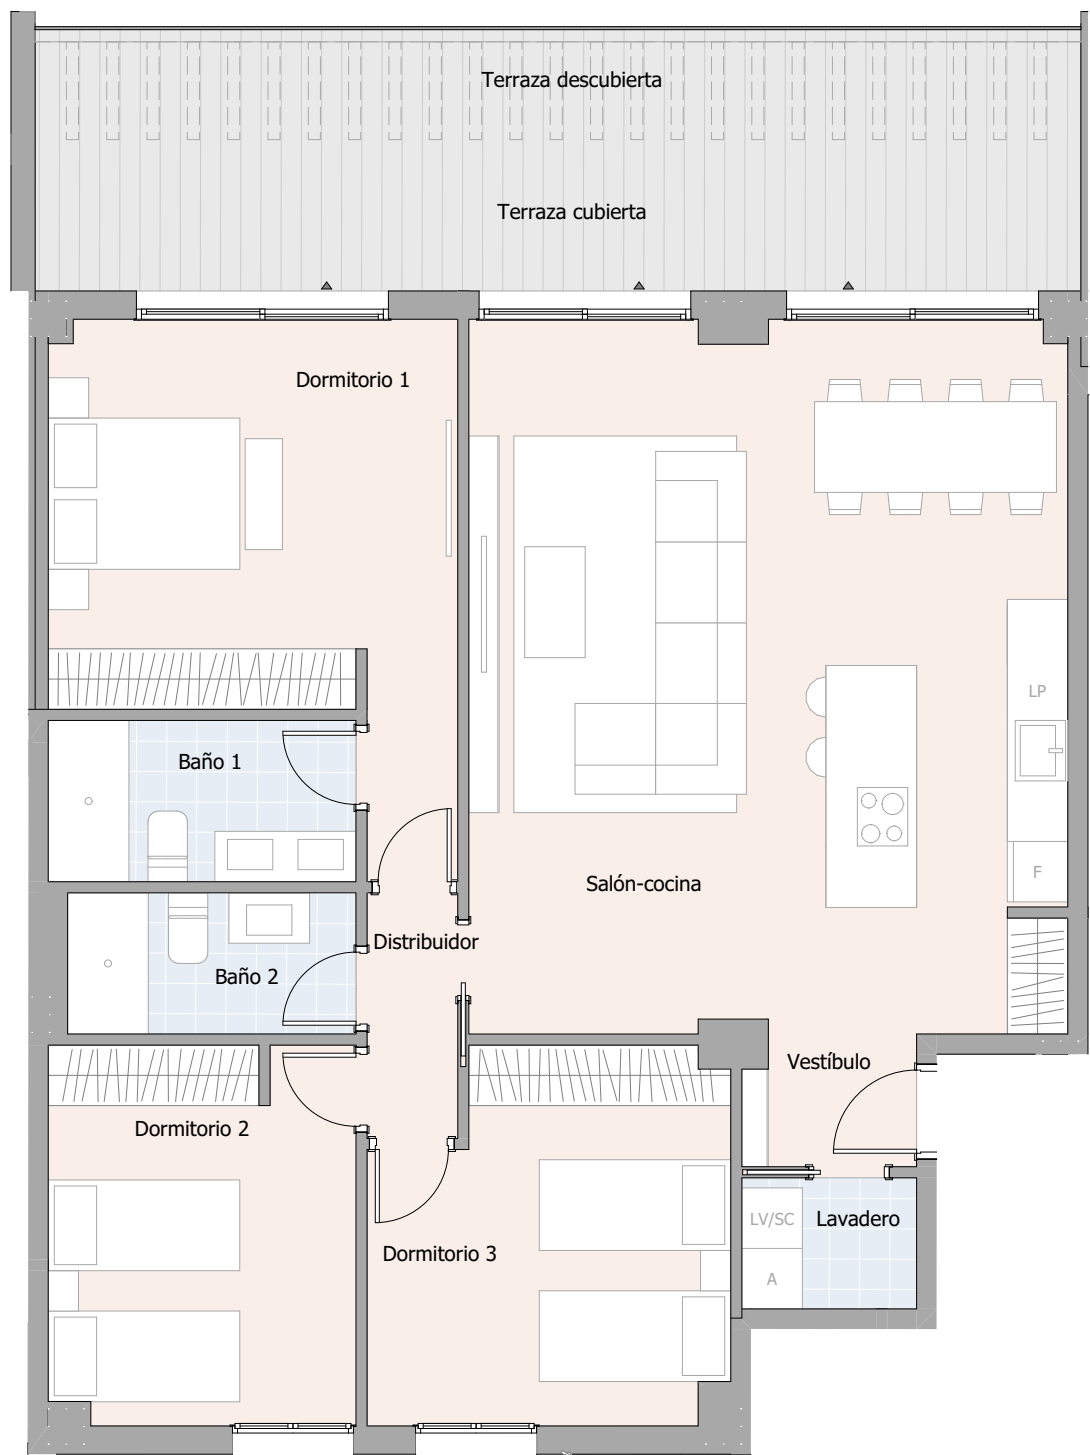 Terraza descubierta
Terraza cubierta
Dormitorio 1
LP
Baño 1
F
Salón-cocina
Distribuidor
Baño 2
Vestíbulo
Dormitorio 2
LV/SC
Lavadero
Dormitorio 3
A